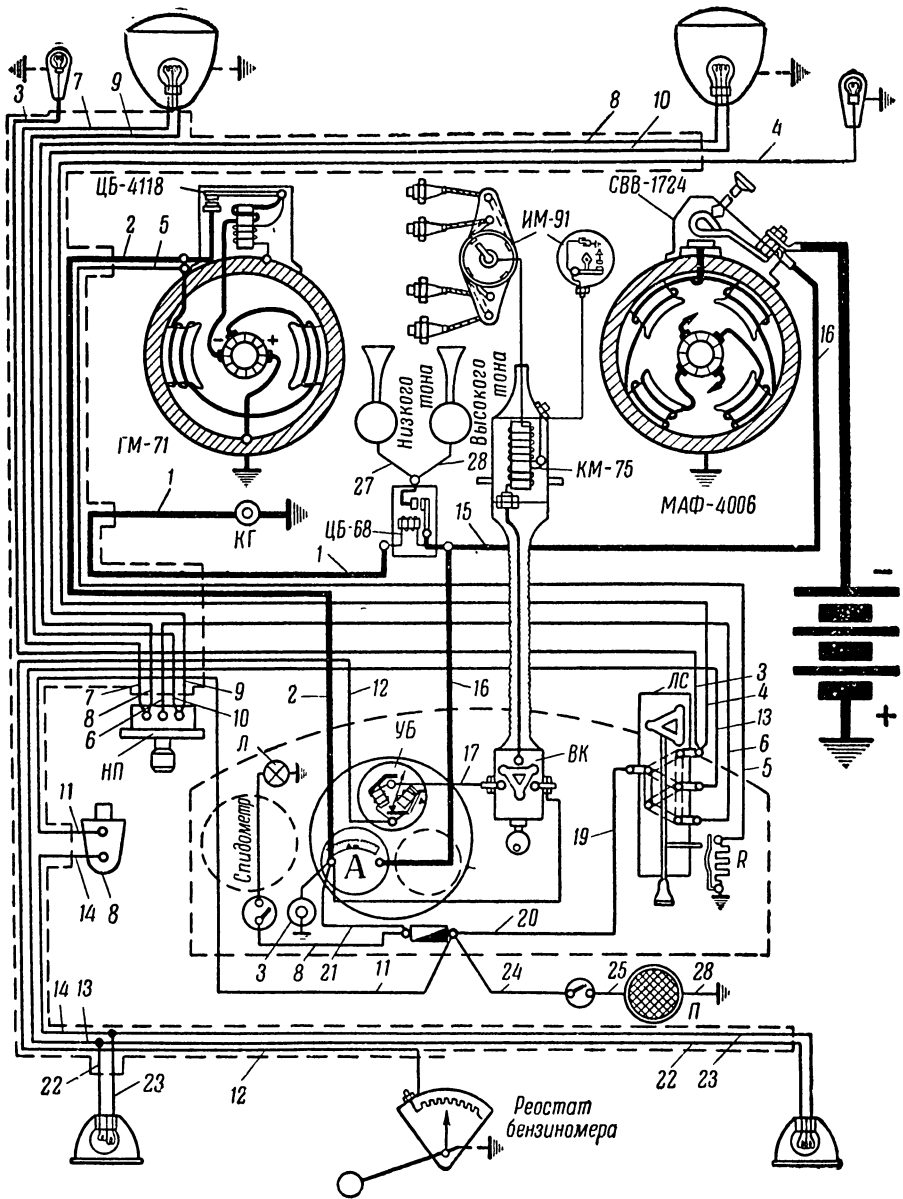 3
7
9
8
10
4
ЦБ-4118
2
5
ИМ-91
СВВ-1724
- +
16
Низкого
тона
Высокого
тона
ГМ-71
27
28
КМ-75
МАФ-4006
1
КГ
ЦБ-68
15
1
-
+
7
8
6
9
10
НП
2
12
16
ЛС
3
4
13
6
5
Л
УБ
17
ВК
11
14
8
Спидометр
А
19
R
3
8
21
11
20
24
25
28
П
14
13
22
23
12
22
23
Реостат
бензиномера